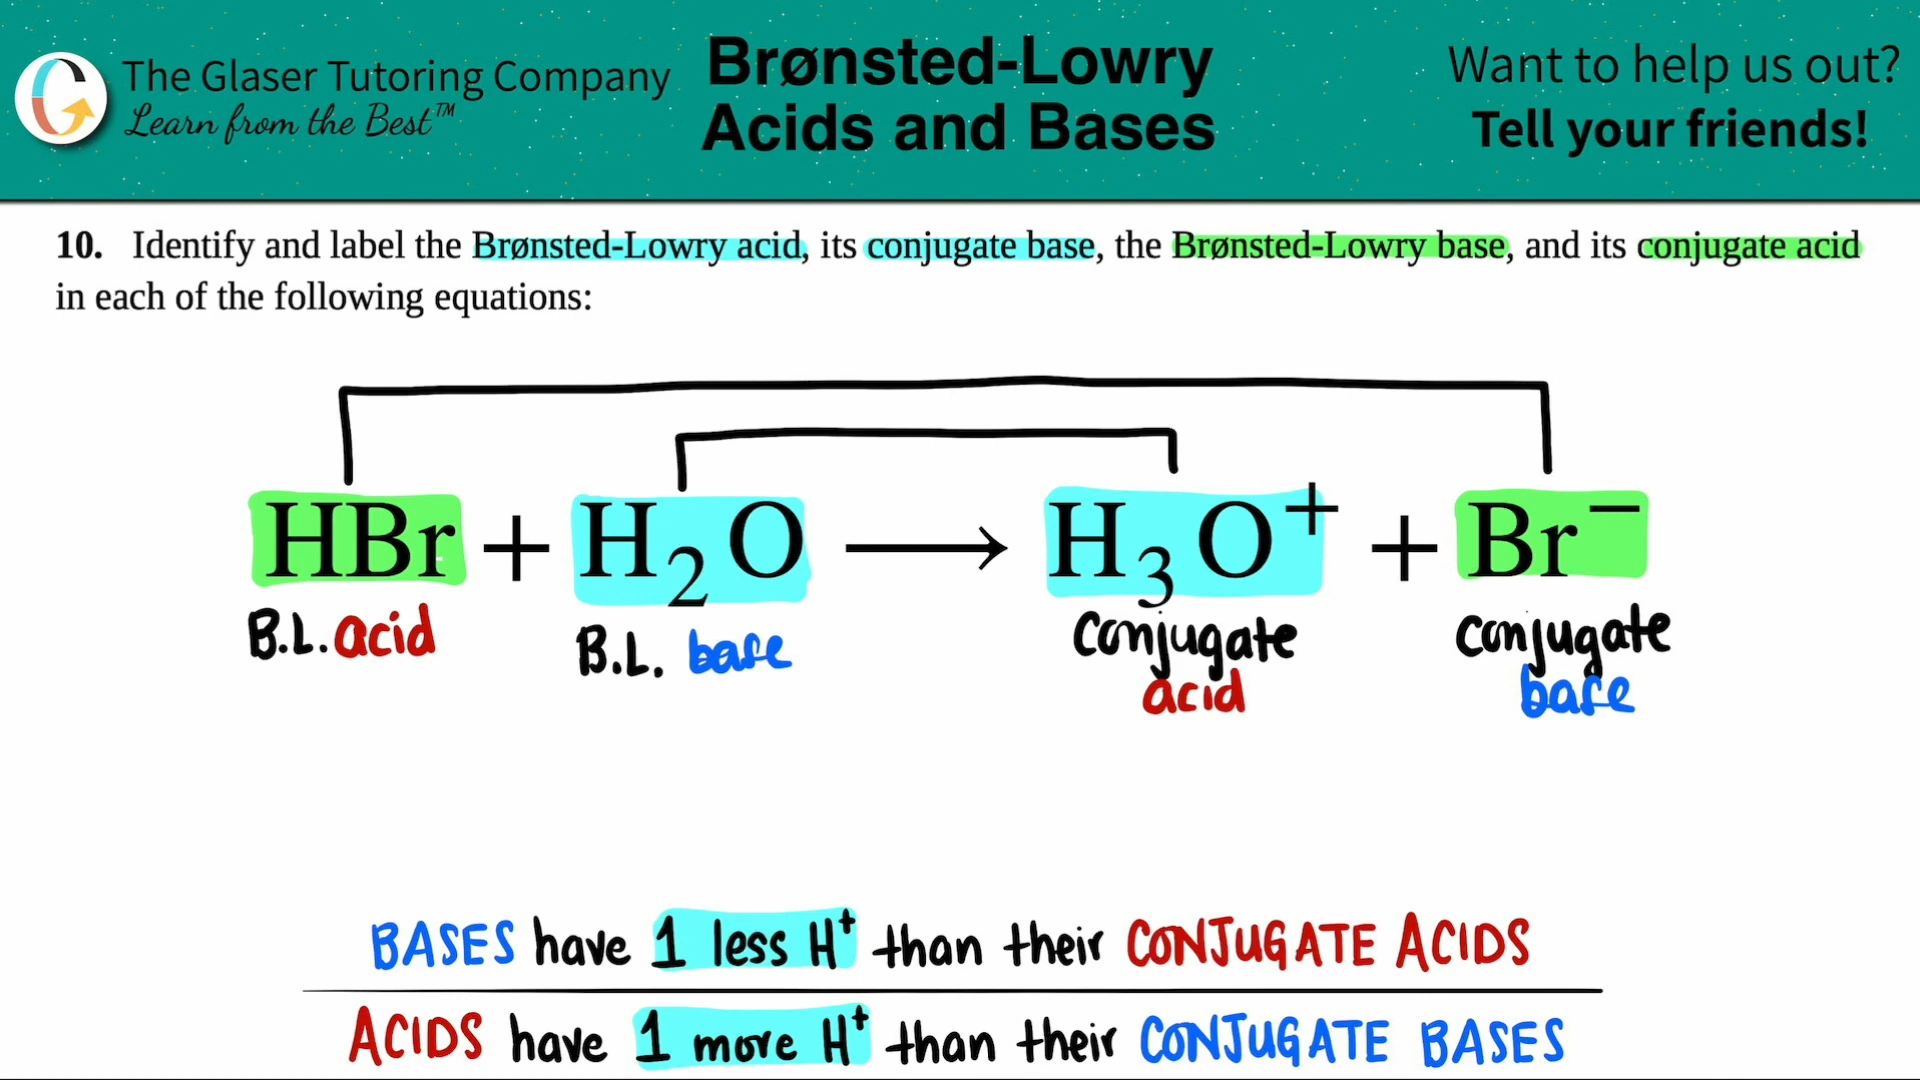 The Glaser Tutoring Company
Learn from the Best™
Brønsted-Lowry
Acids and Bases
Want to help us out?
Tell your friends!
10. Identify and label the Brønsted-Lowry acid, its conjugate base, the Brønsted-Lowry base, and its conjugate acid
in each of the following equations:
HBr + H₂O ⟶ H₃O⁺ + Br⁻
B.L. acid
B.L. base
conjugate
acid
conjugate
base
BASES have 1 less H⁺ than their CONJUGATE ACIDS
ACIDS have 1 more H⁺ than their CONJUGATE BASES